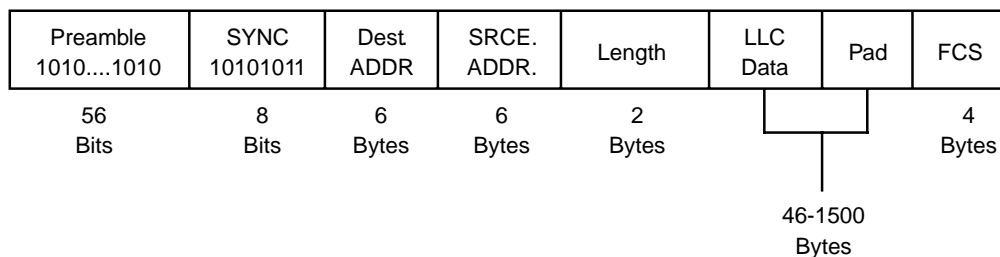 Preamble
1010....1010
SYNC
10101011
Dest.
ADDR
SRCE.
ADDR.
Length
LLC
Data
Pad
FCS
56
Bits
8
Bits
6
Bytes
6
Bytes
2
Bytes
4
Bytes
46-1500
Bytes